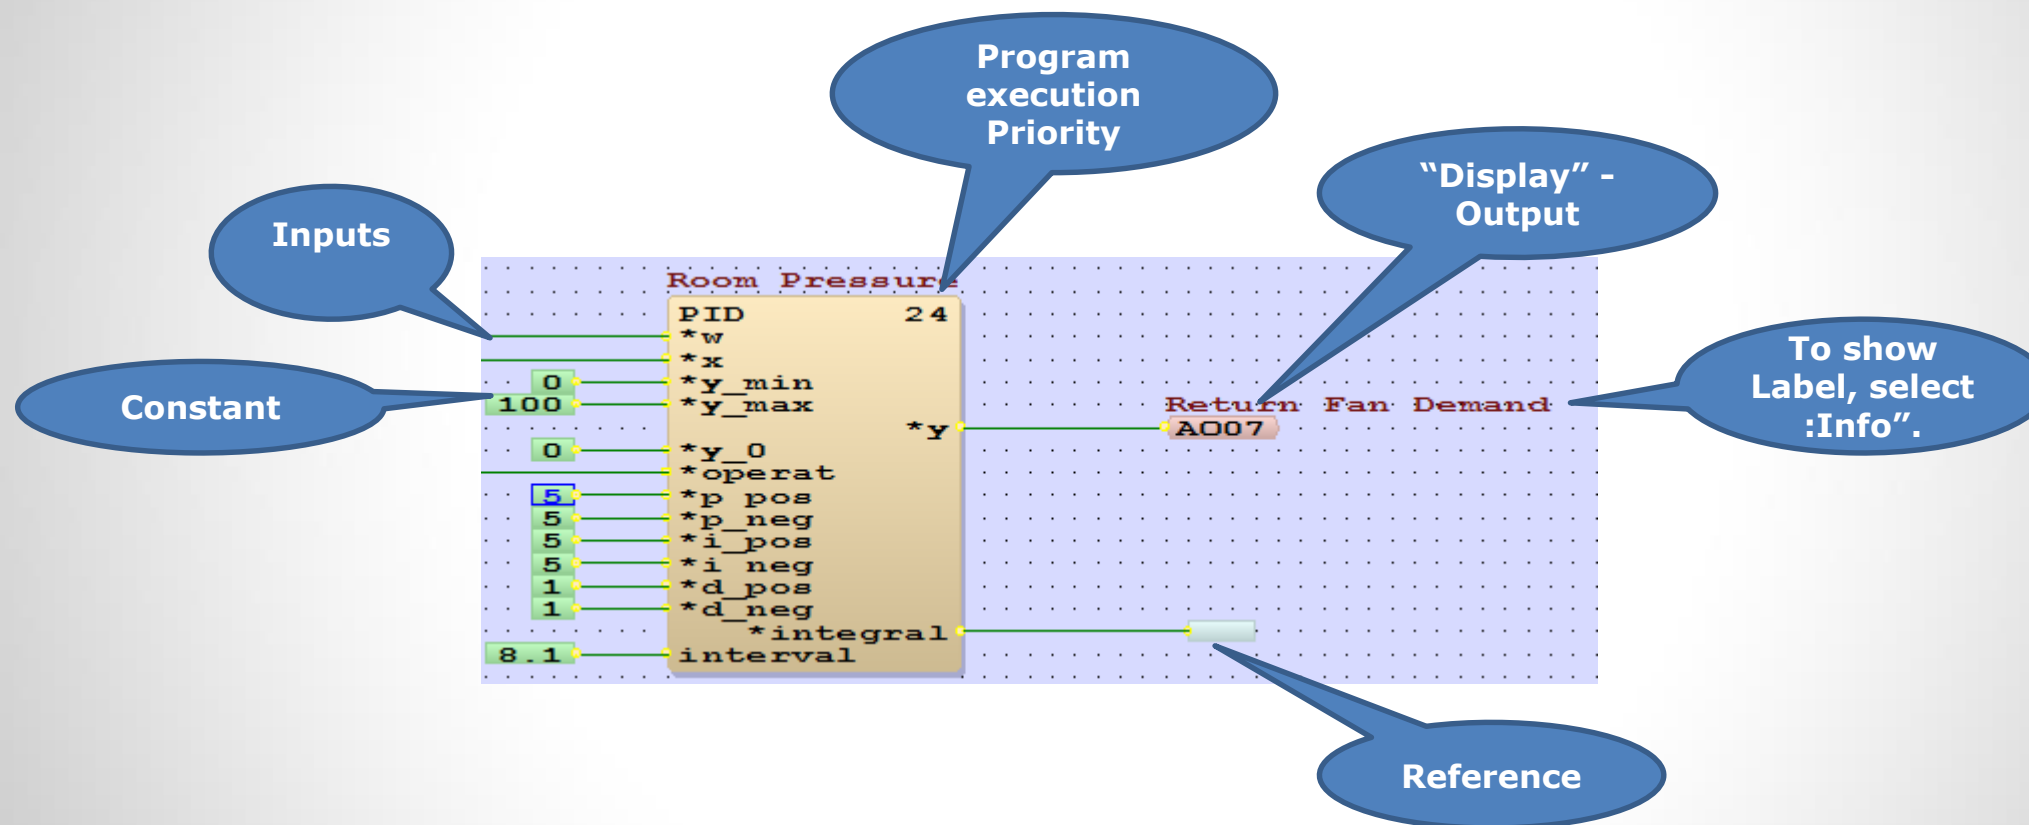 Program
execution
Priority
“Display” -
Output
Inputs
Constant
To show
Label, select
:Info”.
Reference
Room Pressure
PID 24
*w
*x
0 *y_min
100 *y_max
*y
Return Fan Demand
AO07
0 *y_0
*operat
5 *p_pos
5 *p_neg
5 *i_pos
5 *i_neg
1 *d_pos
1 *d_neg
*integral
8.1 interval